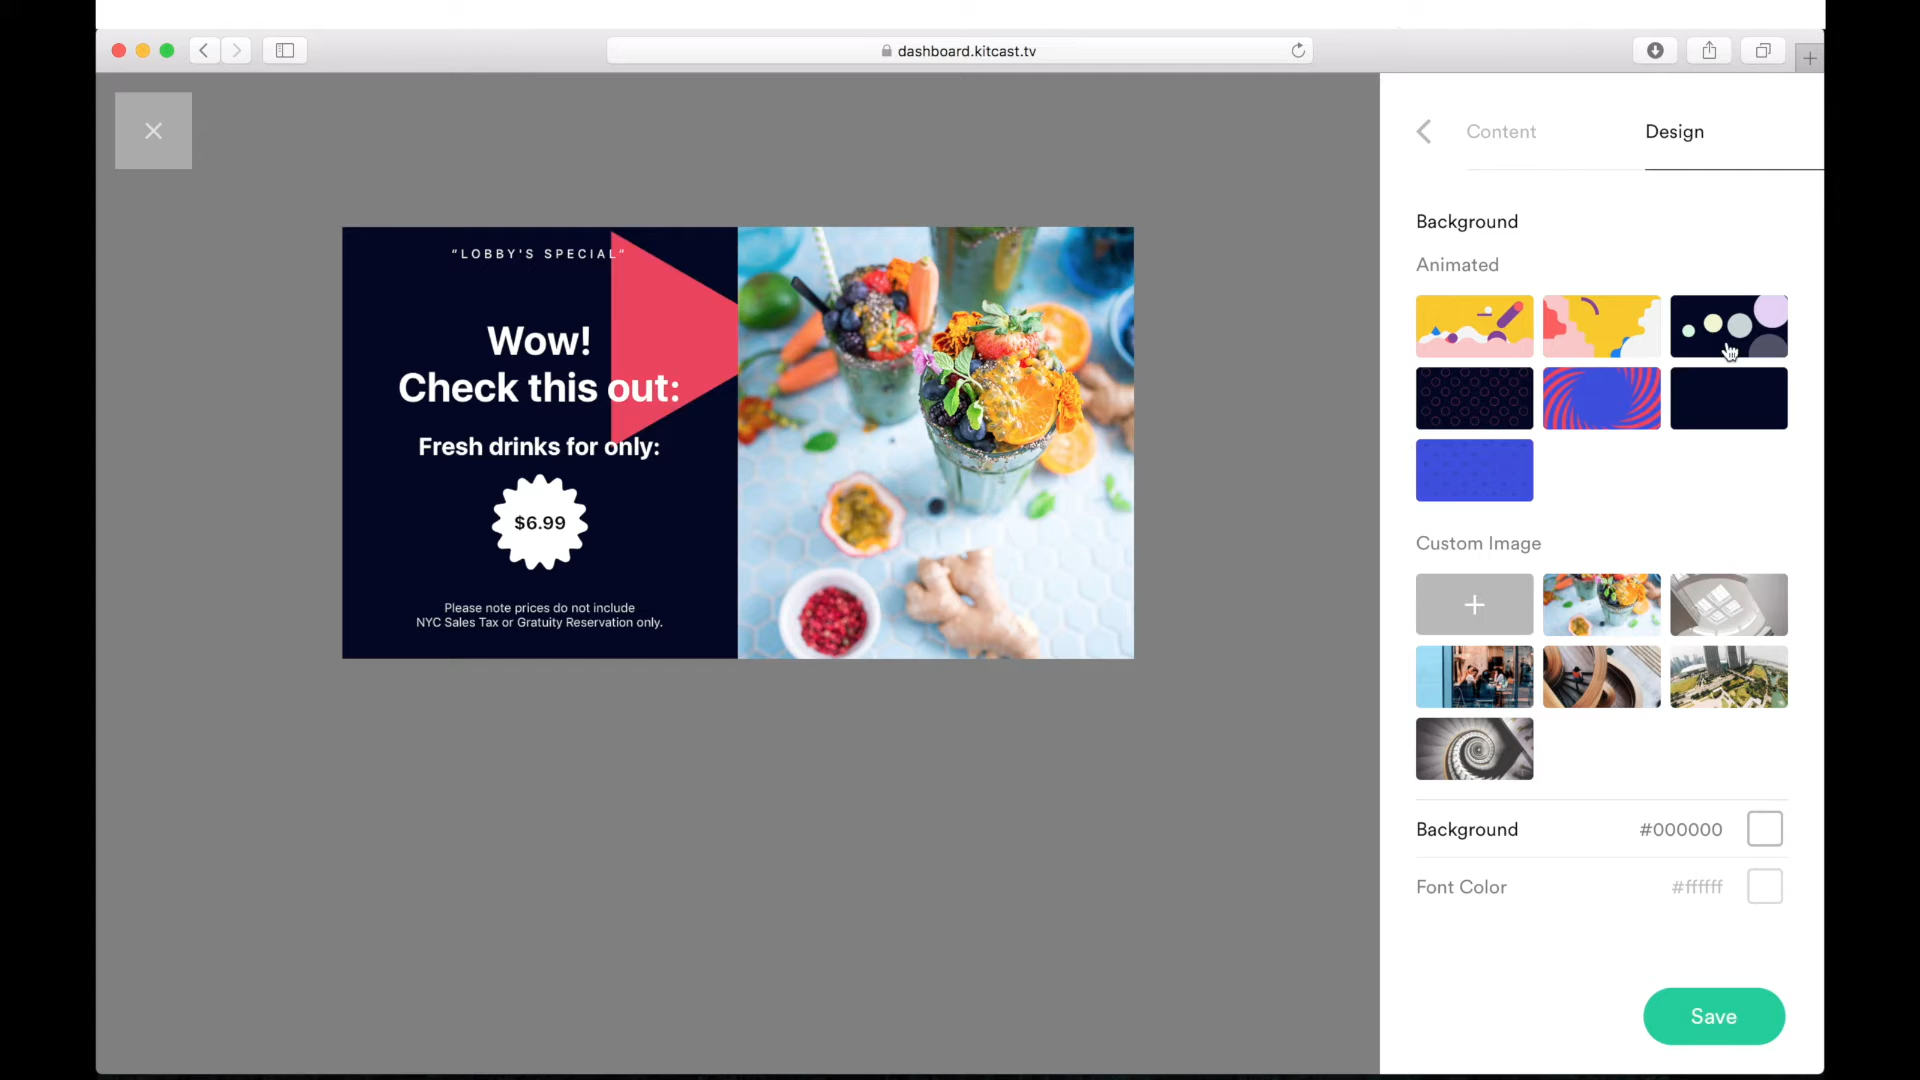 dashboard.kitcast.tv
Content
Design
"LOBBY'S SPECIAL"
Wow!
Check this out:
Fresh drinks for only:
$6.99
Please note prices do not include
NYC Sales Tax or Gratuity Reservation only.
Background
Animated
Custom Image
Background #000000
Font Color #ffffff
Save